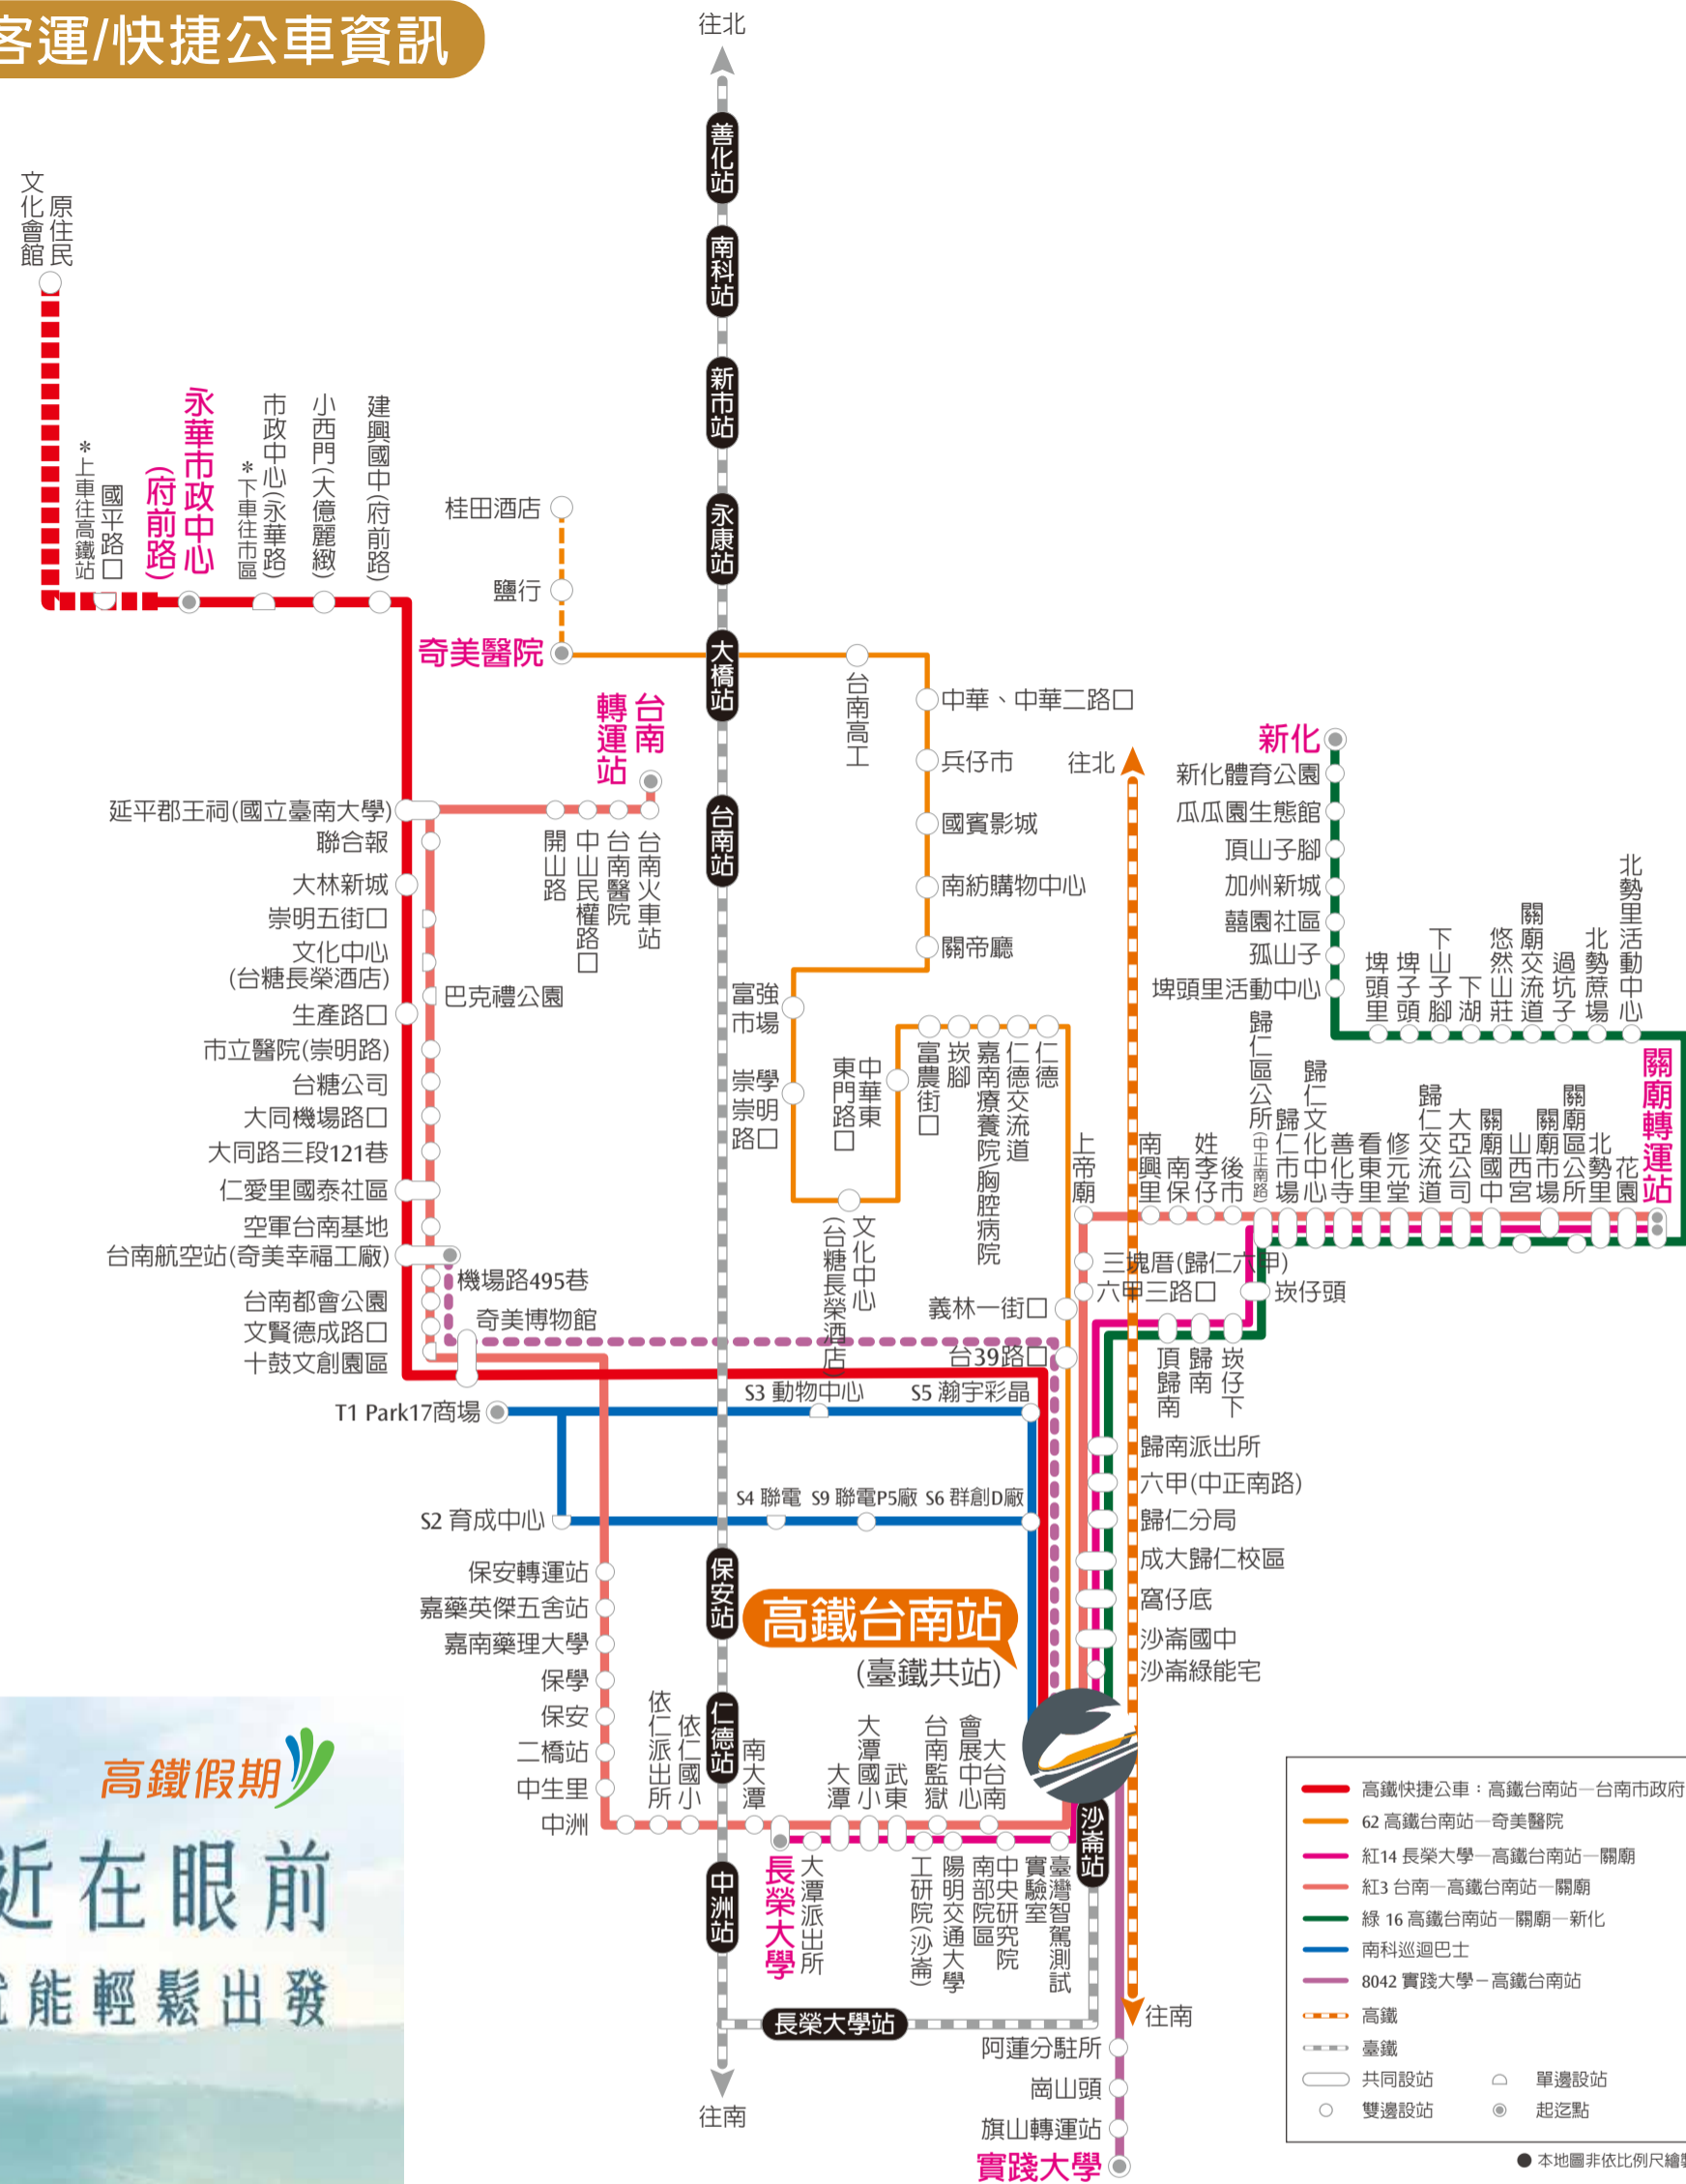 客運/快捷公車資訊
往北
善化站
南科站
新市站
永康站
大橋站
台南站
保安站
仁德站
中洲站
往南
長榮大學站
沙崙站
原住民
文化會館
國平路口
*上車往高鐵站
永華市政中心
(府前路)
市政中心(永華路)
*下車往市區
小西門(大億麗緻)
建興國中(府前路)
桂田酒店
鹽行
奇美醫院
台南高工
中華、中華二路口
兵仔市
國賓影城
南紡購物中心
關帝廳
富強
市場
崇學
崇明
路口
文化中心
(台糖長榮酒店)
中華東
東門路口
富農街口
崁腳
嘉南療養院/胸腔病院
仁德交流道
仁德
義林一街口
台39路口
台南
轉運站
台南火車站
台南醫院
中山民權路口
開山路
延平郡王祠(國立臺南大學)
聯合報
大林新城
崇明五街口
文化中心
(台糖長榮酒店)
巴克禮公園
生產路口
市立醫院(崇明路)
台糖公司
大同機場路口
大同路三段121巷
仁愛里國泰社區
空軍台南基地
台南航空站(奇美幸福工廠)
機場路495巷
台南都會公園
奇美博物館
文賢德成路口
十鼓文創園區
T1 Park17商場
S3 動物中心
S5 瀚宇彩晶
S2 育成中心
S4 聯電
S9 聯電P5廠
S6 群創D廠
保安轉運站
嘉藥英傑五舍站
嘉南藥理大學
保學
保安
二橋站
中生里
中洲
依仁派出所
依仁國小
南大潭
大潭
大潭國小
武東
台南監獄
大台南
會展中心
長榮大學
大潭派出所
工研院(沙崙)
陽明交通大學
中央研究院
南部院區
臺灣智駕測試
實驗室
高鐵台南站
(臺鐵共站)
往北
往南
新化
新化體育公園
瓜瓜園生態館
頂山子腳
加州新城
囍園社區
孤山子
埤頭里活動中心
埤頭里
埤子頭
下山子腳
下湖
悠然山莊
關廟交流道
過坑子
北勢蔗場
北勢里活動中心
關廟轉運站
上帝廟
南興里
南保
姓李仔
後市
歸仁區公所(中正南路)
歸仁市場
歸仁文化中心
善化寺
看東里
修元堂
歸仁交流道
大亞公司
關廟國中
山西宮
關廟市場
關廟區公所
北勢里
花園
三塊厝(歸仁六甲)
六甲三路口
崁仔頭
頂歸南
歸南
崁仔下
歸南派出所
六甲(中正南路)
歸仁分局
成大歸仁校區
窩仔底
沙崙國中
沙崙綠能宅
阿蓮分駐所
崗山頭
旗山轉運站
實踐大學
高鐵假期
近在眼前
能輕鬆出發
高鐵快捷公車：高鐵台南站—台南市政府
62 高鐵台南站—奇美醫院
紅14 長榮大學—高鐵台南站—關廟
紅3 台南—高鐵台南站—關廟
綠 16 高鐵台南站—關廟—新化
南科巡迴巴士
8042 實踐大學－高鐵台南站
高鐵
臺鐵
共同設站
單邊設站
雙邊設站
起迄點
●本地圖非依比例尺繪